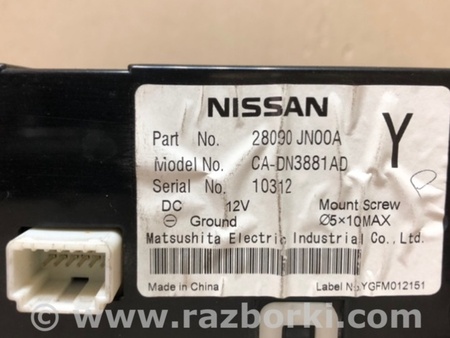 NISSAN
Part No. 28090 JN00A
Y
Model No. CA-DN3881AD
Serial No. 10312
DC 12V Mount Screw
⊖ Ground Ø5×10MAX
Matsushita Electric Industrial Co., Ltd.
Made in China Label No.YGFM012151
www.razborki.com